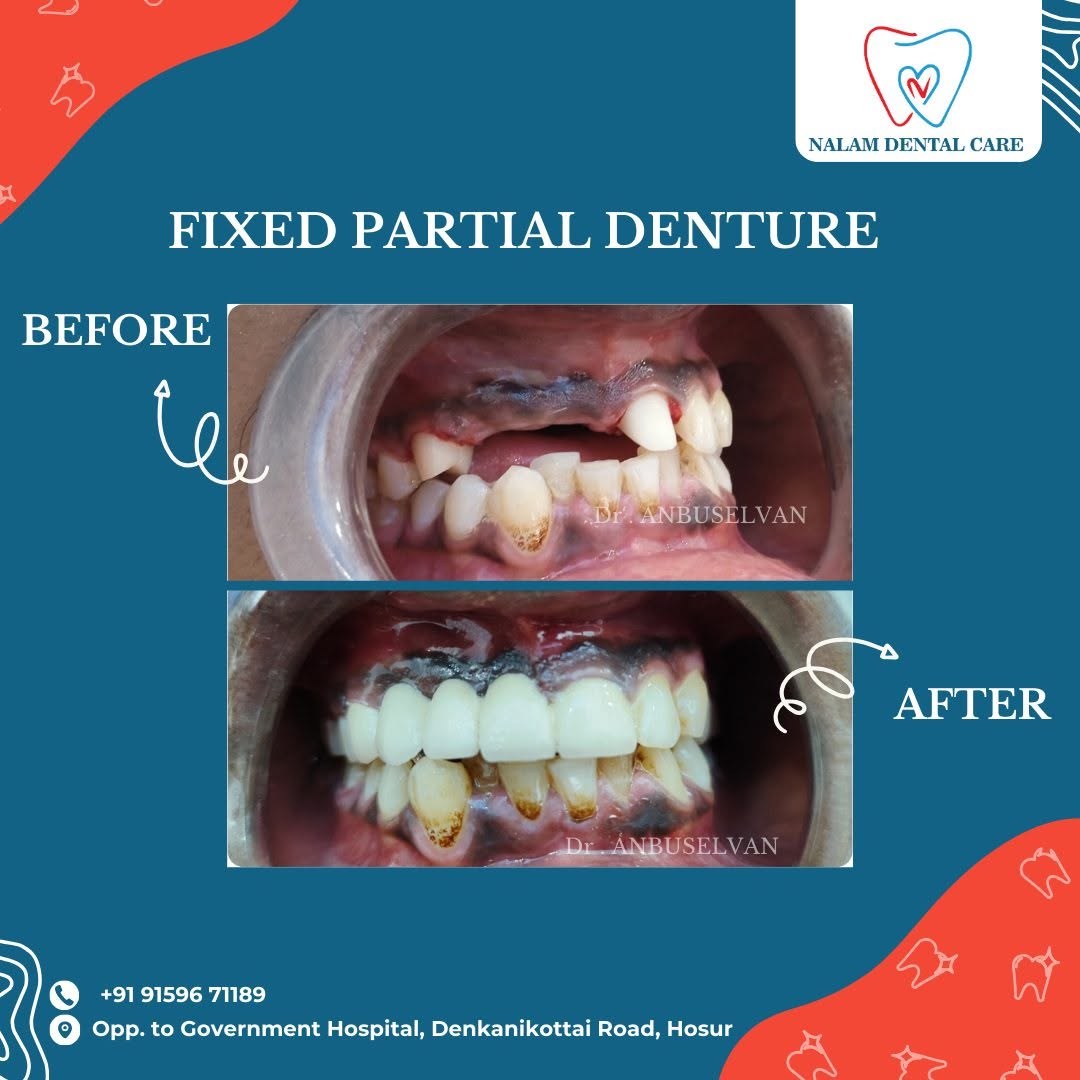 NALAM DENTAL CARE
FIXED PARTIAL DENTURE
BEFORE
Dr . ANBUSELVAN
AFTER
Dr . ANBUSELVAN
+91 91596 71189
Opp. to Government Hospital, Denkanikottai Road, Hosur